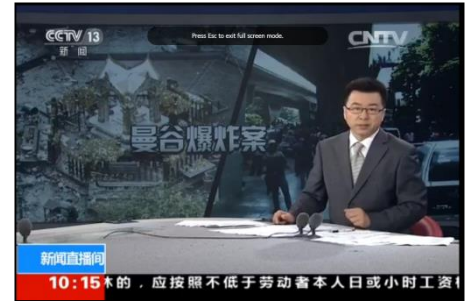 CCTV 13
新闻
Press Esc to exit full screen mode.
CNTV
曼谷爆炸案
新闻直播间
10:15
休的，应按照不低于劳动者本人日或小时工资